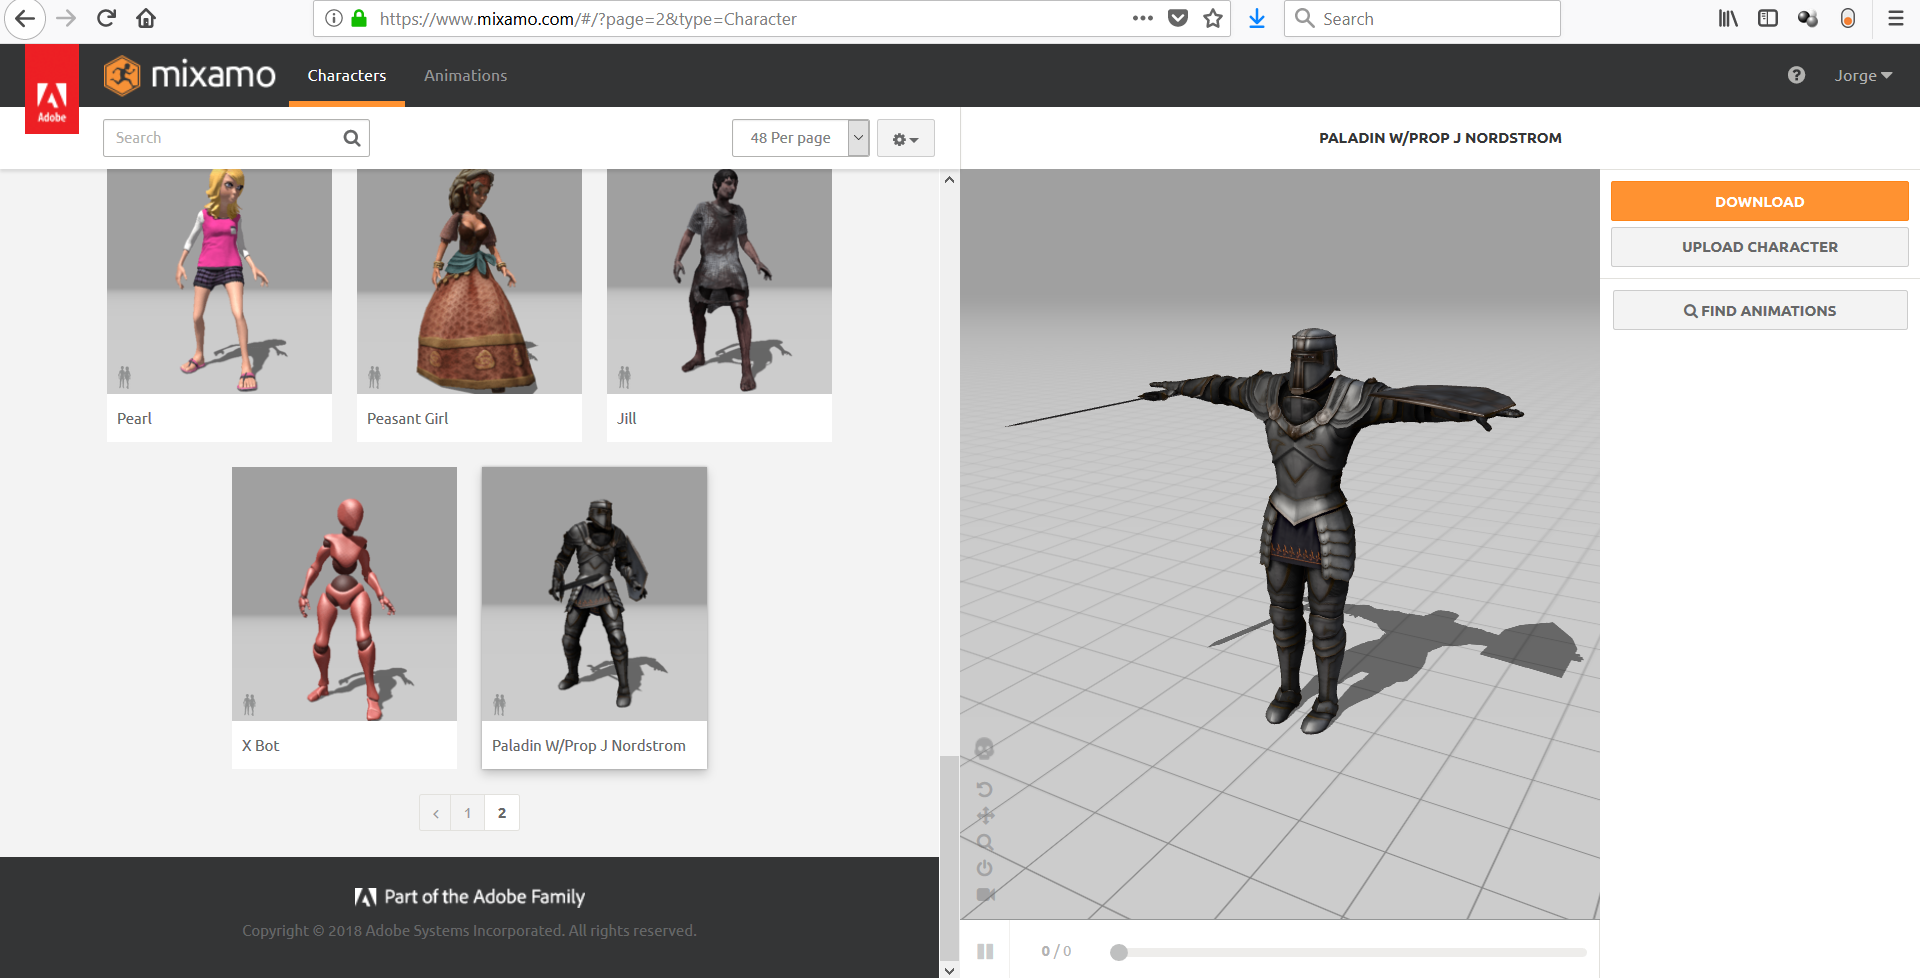 https://www.mixamo.com/#/?page=2&type=Character
Search
Adobe
mixamo
Characters
Animations
Jorge
Search
48 Per page
PALADIN W/PROP J NORDSTROM
DOWNLOAD
UPLOAD CHARACTER
FIND ANIMATIONS
Pearl
Peasant Girl
Jill
X Bot
Paladin W/Prop J Nordstrom
1
2
Part of the Adobe Family
Copyright © 2018 Adobe Systems Incorporated. All rights reserved.
0 / 0